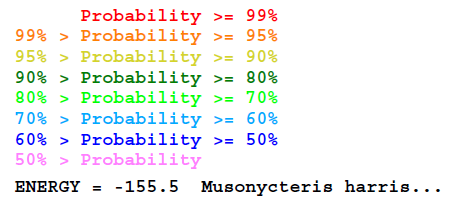 Probability >= 99%
99% > Probability >= 95%
95% > Probability >= 90%
90% > Probability >= 80%
80% > Probability >= 70%
70% > Probability >= 60%
60% > Probability >= 50%
50% > Probability
ENERGY = -155.5 Musonycteris harris...